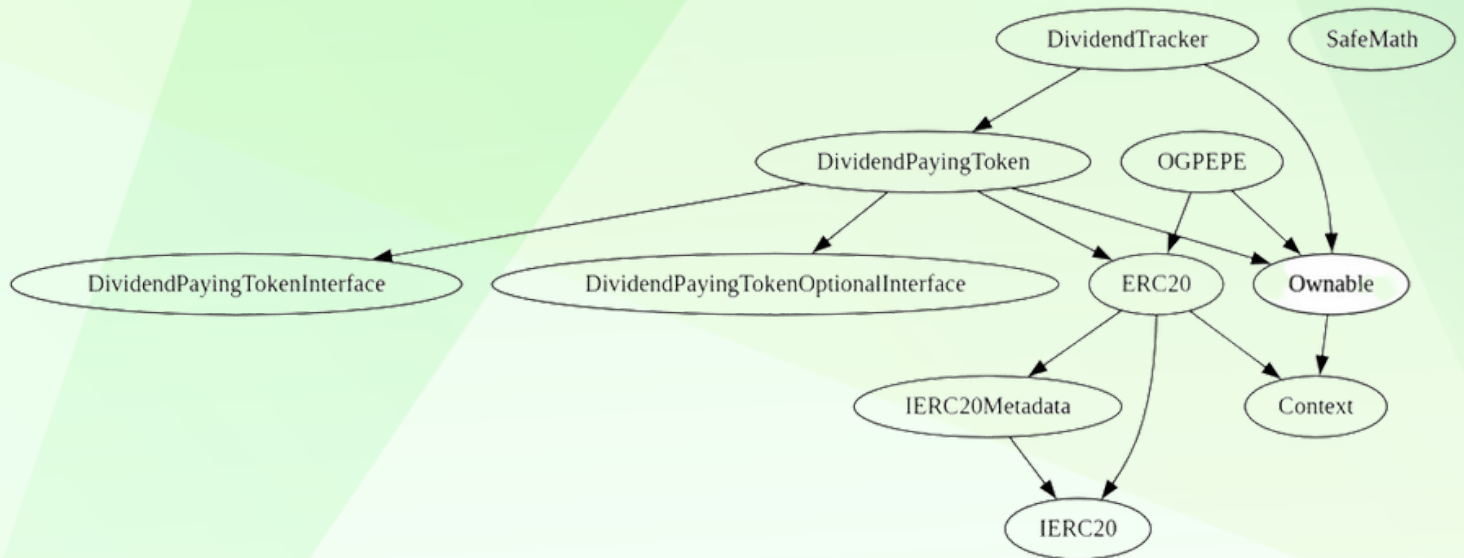 DividendTracker
SafeMath
DividendPayingToken
OGPEPE
DividendPayingTokenInterface
DividendPayingTokenOptionalInterface
ERC20
Ownable
IERC20Metadata
Context
IERC20